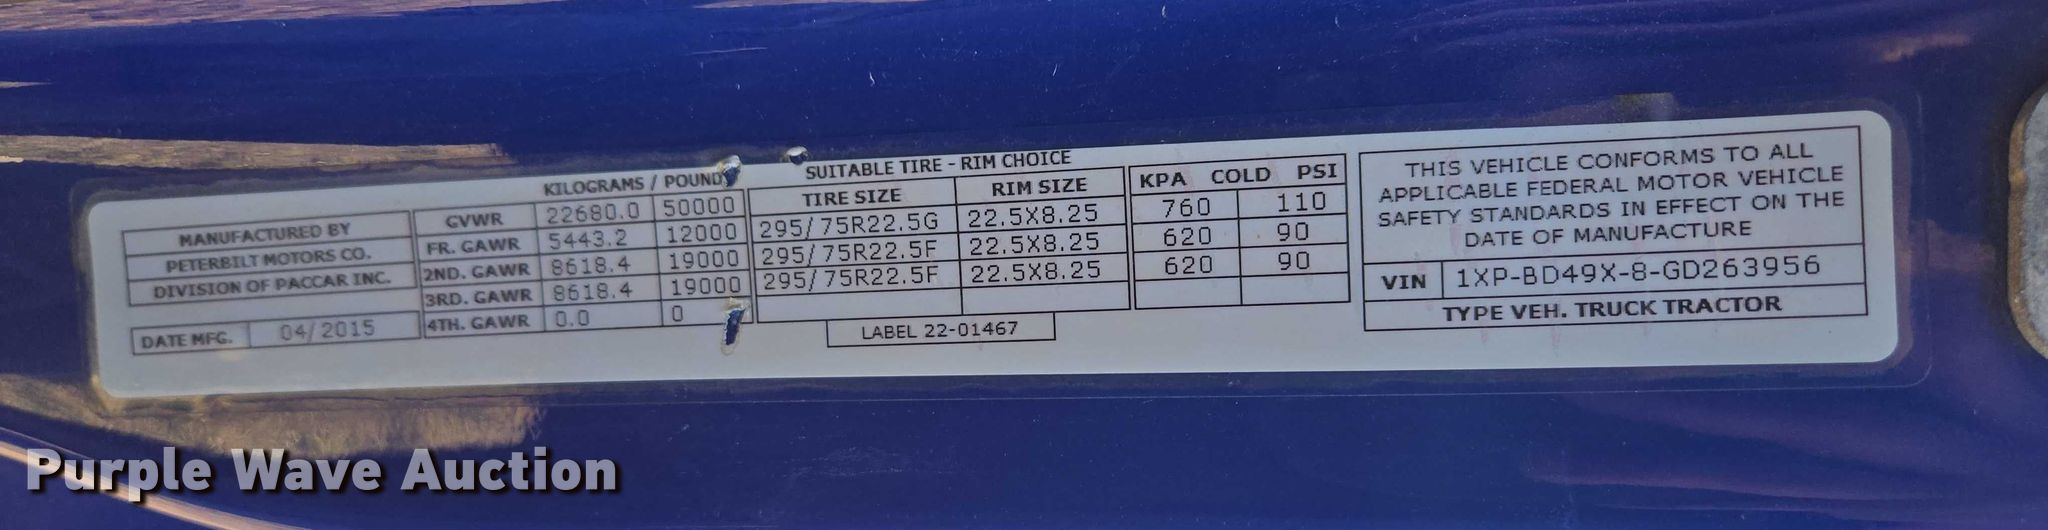 MANUFACTURED BY
PETERBILT MOTORS CO.
DIVISION OF PACCAR INC.
DATE MFG. 04/2015
KILOGRAMS / POUND
GVWR 22680.0 50000
FR. GAWR 5443.2 12000
2ND. GAWR 8618.4 19000
3RD. GAWR 8618.4 19000
4TH. GAWR 0.0 0
SUITABLE TIRE - RIM CHOICE
TIRE SIZE RIM SIZE
295/75R22.5G 22.5X8.25
295/75R22.5F 22.5X8.25
295/75R22.5F 22.5X8.25
KPA COLD PSI
760 110
620 90
620 90
LABEL 22-01467
THIS VEHICLE CONFORMS TO ALL
APPLICABLE FEDERAL MOTOR VEHICLE
SAFETY STANDARDS IN EFFECT ON THE
DATE OF MANUFACTURE
VIN 1XP-BD49X-8-GD263956
TYPE VEH. TRUCK TRACTOR
Purple Wave Auction